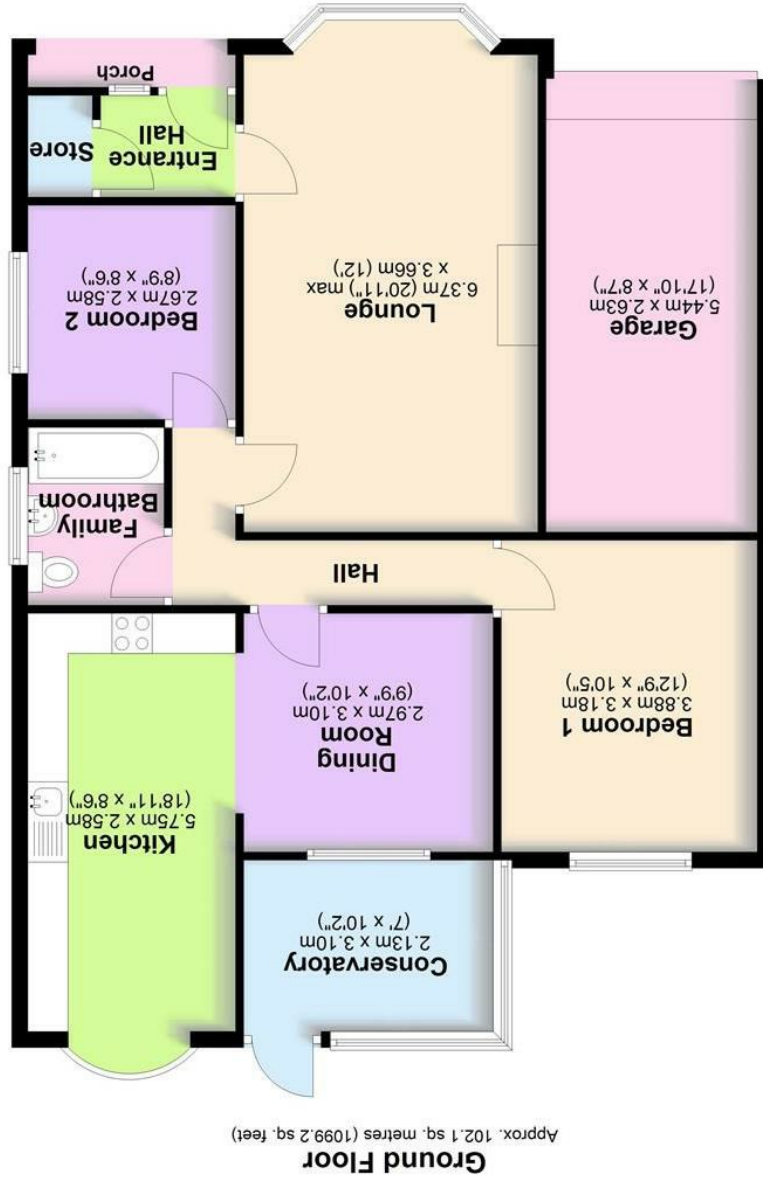 Ground Floor
Approx. 102.1 sq. metres (1099.2 sq. feet)
Conservatory
2.13m x 3.10m
(7' x 10'2")
Kitchen
5.75m x 2.58m
(18'11" x 8'6")
Dining
Room
2.97m x 3.10m
(9'9" x 10'2")
Bedroom 1
3.88m x 3.18m
(12'9" x 10'5")
Hall
Family
Bathroom
Lounge
6.37m (20'11") max
x 3.66m (12')
Garage
5.44m x 2.63m
(17'10" x 8'7")
Bedroom 2
2.67m x 2.58m
(8'9" x 8'6")
Entrance
Hall
Store
Porch